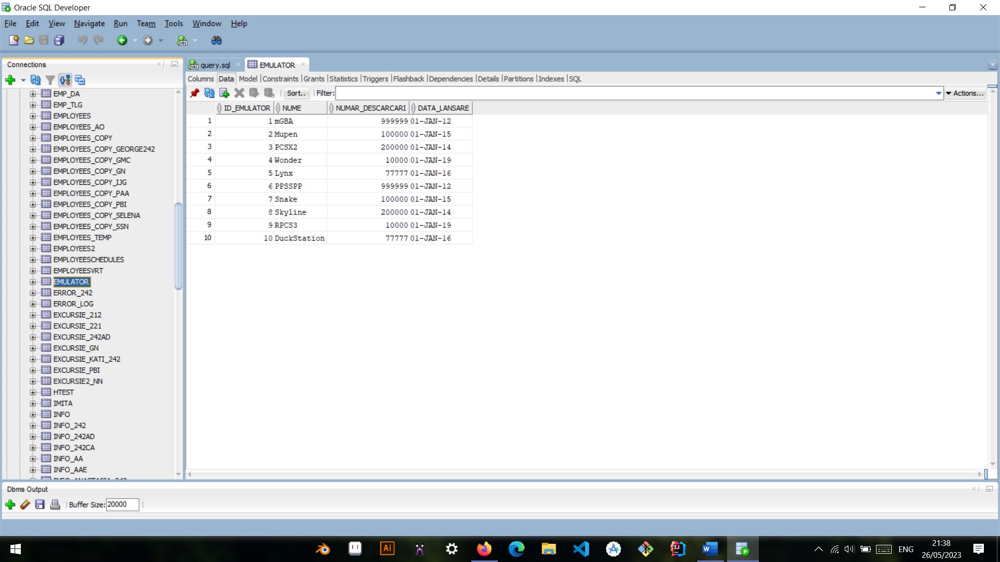 Oracle SQL Developer
File Edit View Navigate Run Team Tools Window Help
Connections
EMP_DA
EMP_TLG
EMPLOYEES
EMPLOYEES_AO
EMPLOYEES_COPY
EMPLOYEES_COPY_GEORGE242
EMPLOYEES_COPY_GMC
EMPLOYEES_COPY_GN
EMPLOYEES_COPY_IJG
EMPLOYEES_COPY_PAA
EMPLOYEES_COPY_PBI
EMPLOYEES_COPY_SELENA
EMPLOYEES_COPY_SSN
EMPLOYEES_TEMP
EMPLOYEES2
EMPLOYEESCHEDULES
EMPLOYEESVRT
EMULATOR
ERROR_242
ERROR_LOG
EXCURSIE_212
EXCURSIE_221
EXCURSIE_242AD
EXCURSIE_GN
EXCURSIE_KATI_242
EXCURSIE_PBI
EXCURSIE2_NN
HTEST
IMITA
INFO
INFO_242
INFO_242AD
INFO_242CA
INFO_AA
INFO_AAE
query.sql EMULATOR
Columns Data Model Constraints Grants Statistics Triggers Flashback Dependencies Details Partitions Indexes SQL
Sort.. Filter: Actions...
ID_EMULATOR NUME NUMAR_DESCARCARI DATA_LANSARE
1 1 mGBA 999999 01-JAN-12
2 2 Mupen 100000 01-JAN-15
3 3 PCSX2 200000 01-JAN-14
4 4 Wonder 10000 01-JAN-19
5 5 Lynx 77777 01-JAN-16
6 6 PPSSPP 999999 01-JAN-12
7 7 Snake 100000 01-JAN-15
8 8 Skyline 200000 01-JAN-14
9 9 RPCS3 10000 01-JAN-19
10 10 DuckStation 77777 01-JAN-16
Dbms Output
Buffer Size: 20000
ENG
21:38
26/05/2023